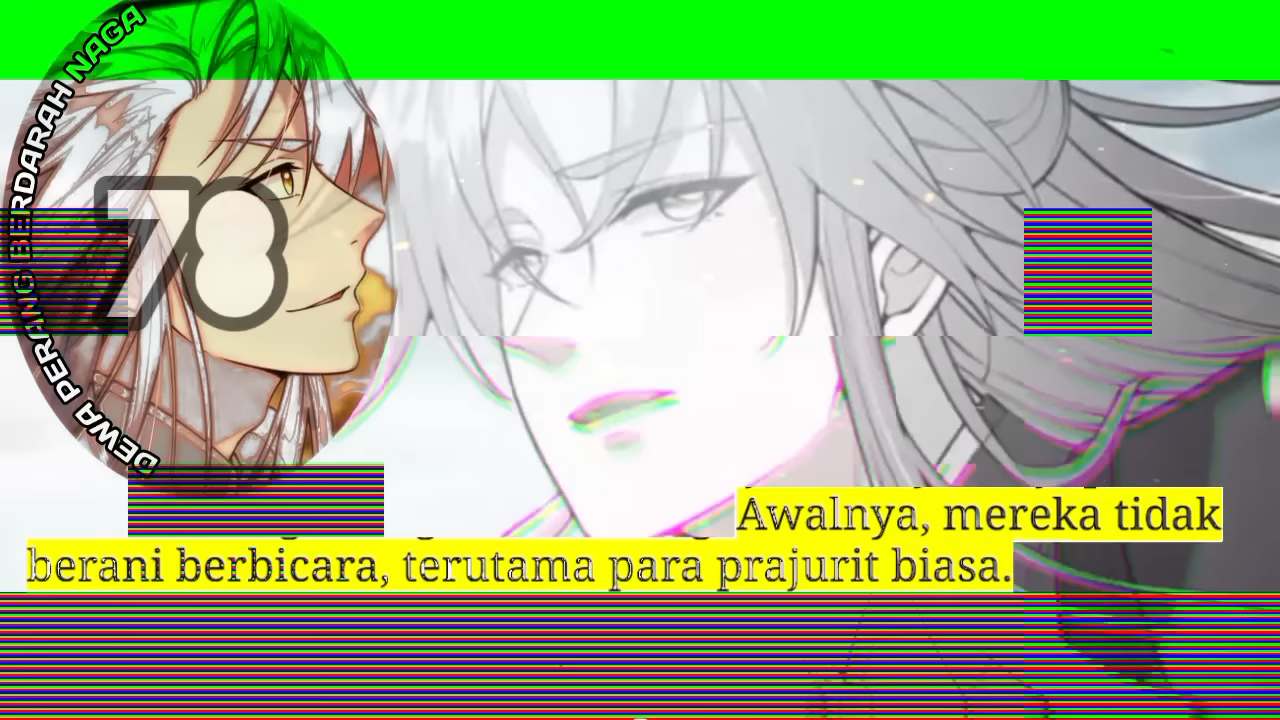 DEWA PERANG BERDARAH NAGA
78
Awalnya, mereka tidak
berani berbicara, terutama para prajurit biasa.